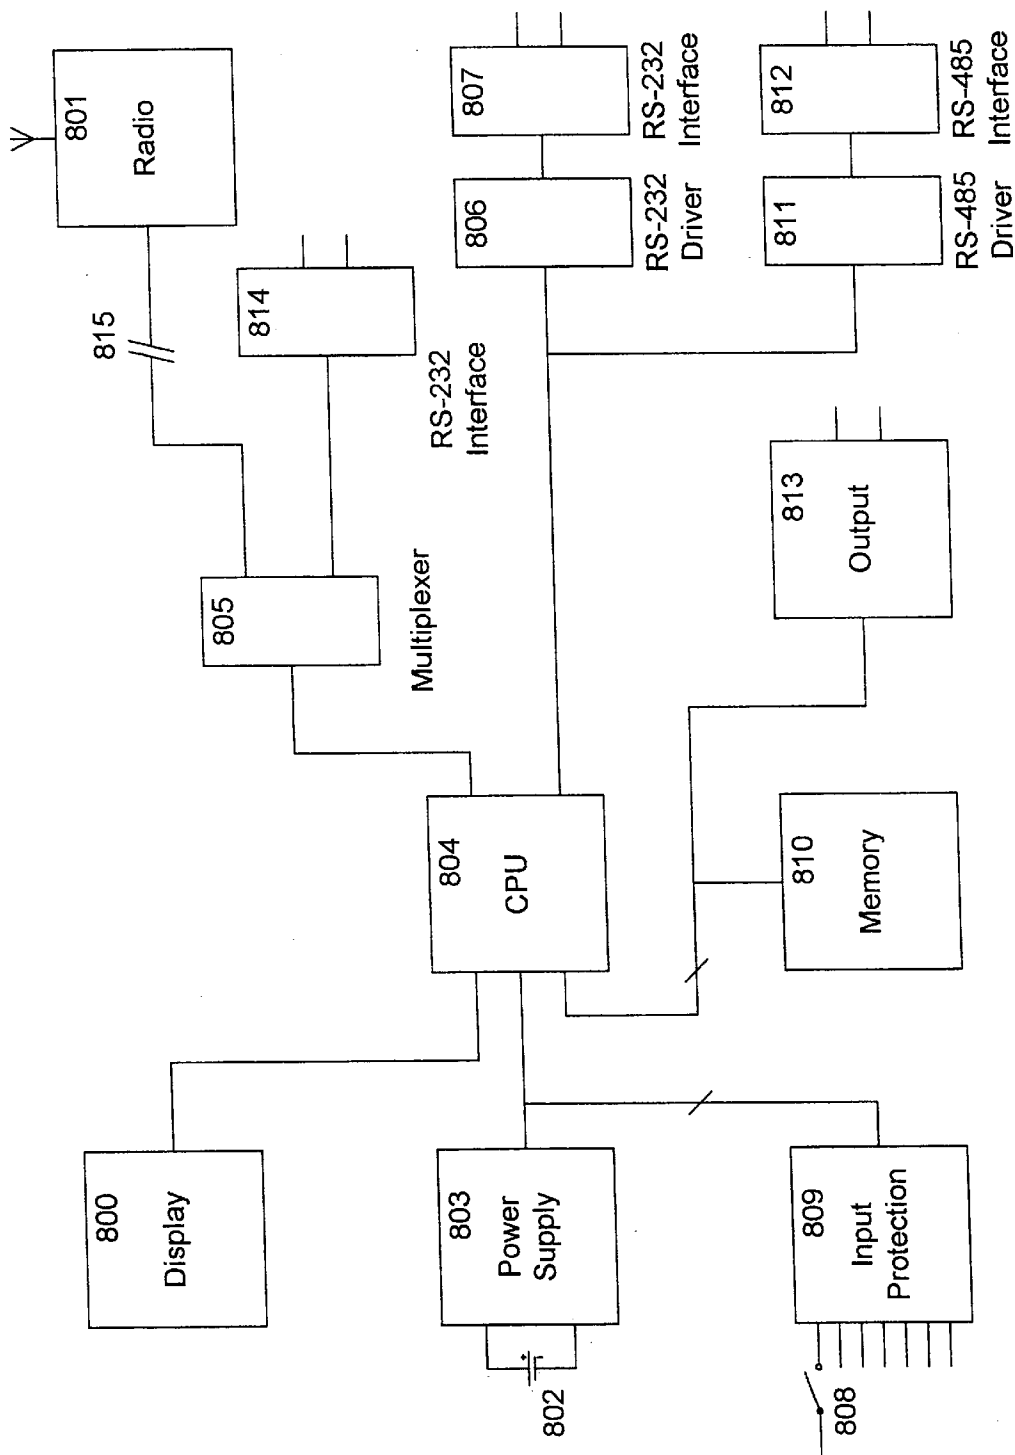 800
Display
802
803
Power
Supply
808
809
Input
Protection
804
CPU
810
Memory
805
Multiplexer
813
Output
815
801
Radio
814
RS-232
Interface
806
RS-232
Driver
807
RS-232
Interface
811
RS-485
Driver
812
RS-485
Interface